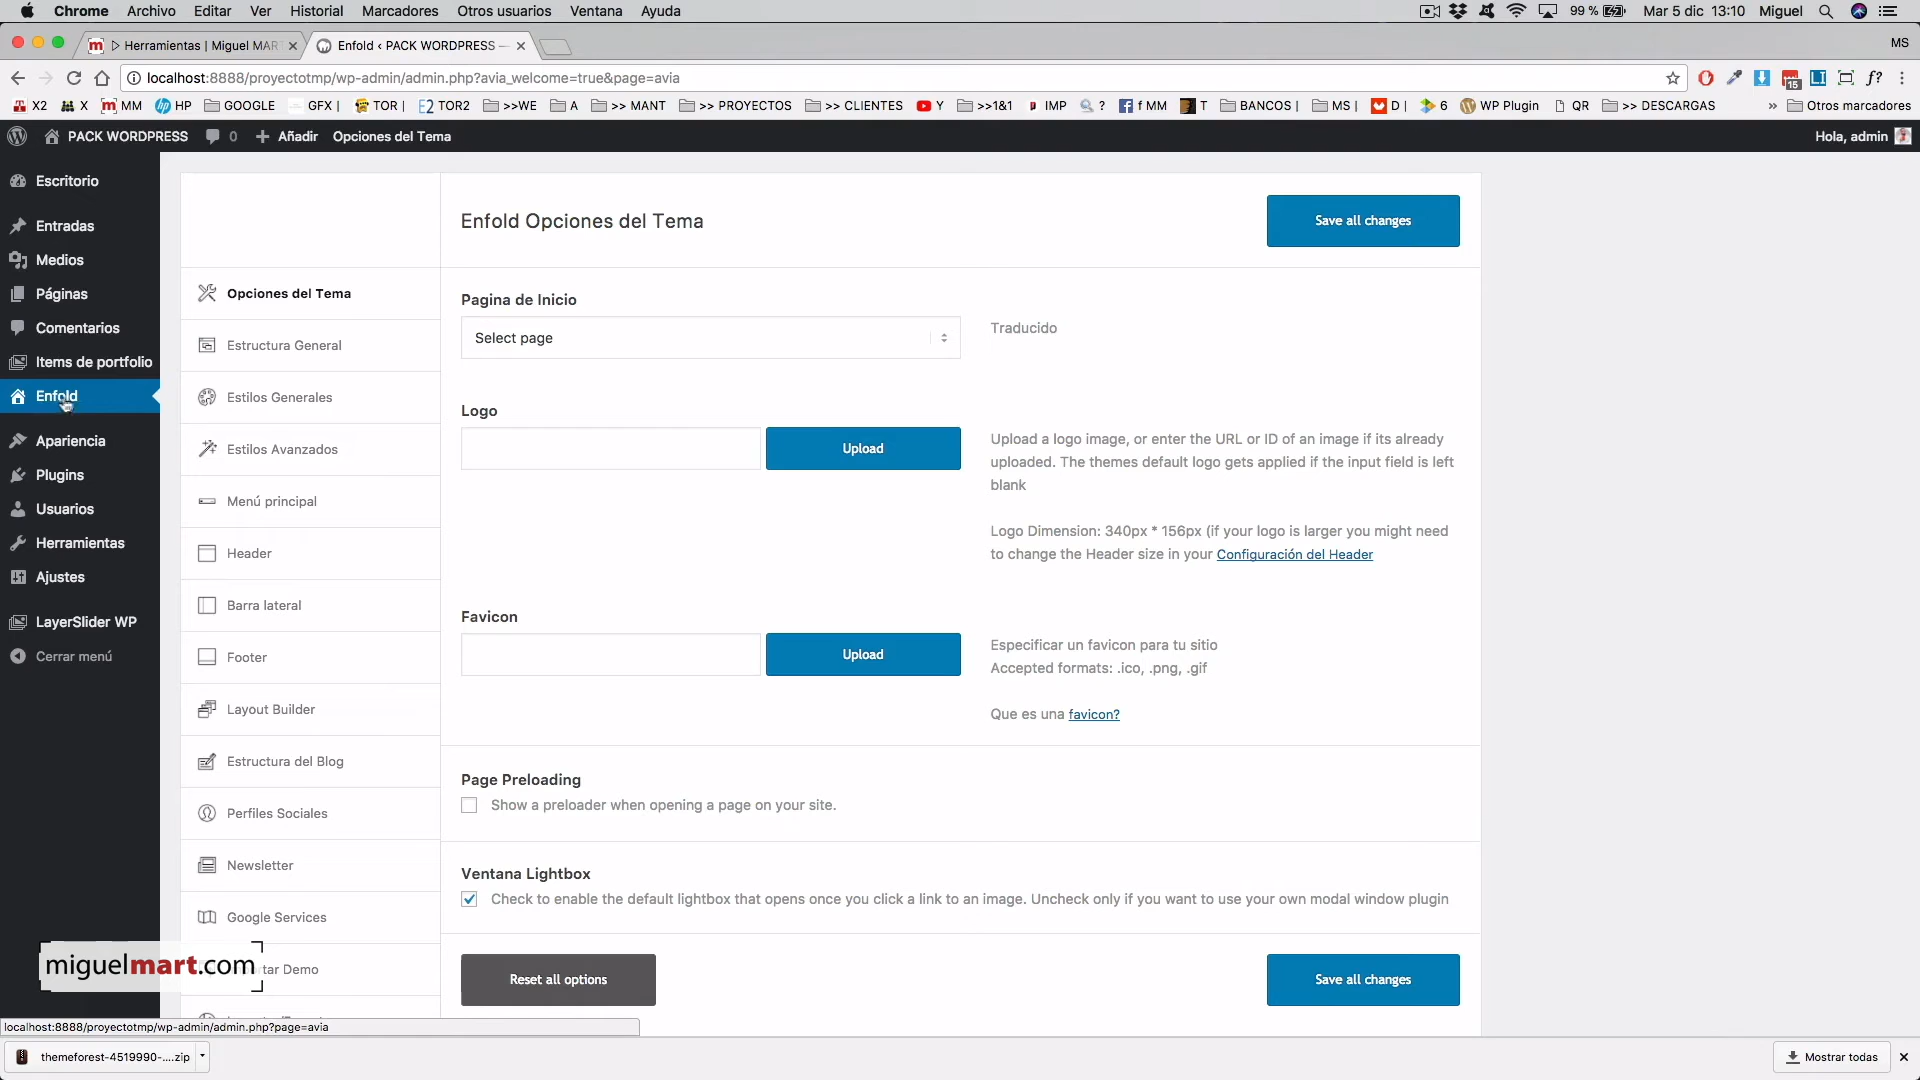 Chrome Archivo Editar Ver Historial Marcadores Otros usuarios Ventana Ayuda 99 % Mar 5 dic 13:10 Miguel
Herramientas | Miguel MAR
Enfold ‹ PACK WORDPRESS —
MS
localhost:8888/proyectotmp/wp-admin/admin.php?avia_welcome=true&page=avia
15
f?
X2 X MM HP GOOGLE GFX | TOR | TOR2 >>WE A >> MANT >> PROYECTOS >> CLIENTES Y >>1&1 IMP ? f MM T BANCOS | MS | D | 6 WP Plugin QR >> DESCARGAS » Otros marcadores
PACK WORDPRESS 0 Añadir Opciones del Tema Hola, admin
Escritorio
Entradas
Medios
Páginas
Comentarios
Items de portfolio
Enfold
Apariencia
Plugins
Usuarios
Herramientas
Ajustes
LayerSlider WP
Cerrar menú
Opciones del Tema
Estructura General
Estilos Generales
Estilos Avanzados
Menú principal
Header
Barra lateral
Footer
Layout Builder
Estructura del Blog
Perfiles Sociales
Newsletter
Google Services
tar Demo
Enfold Opciones del Tema
Save all changes
Pagina de Inicio
Select page
Traducido
Logo
Upload
Upload a logo image, or enter the URL or ID of an image if its already
uploaded. The themes default logo gets applied if the input field is left
blank
Logo Dimension: 340px * 156px (if your logo is larger you might need
to change the Header size in your Configuración del Header
Favicon
Upload
Especificar un favicon para tu sitio
Accepted formats: .ico, .png, .gif
Que es una favicon?
Page Preloading
Show a preloader when opening a page on your site.
Ventana Lightbox
Check to enable the default lightbox that opens once you click a link to an image. Uncheck only if you want to use your own modal window plugin
Reset all options
Save all changes
miguelmart.com
localhost:8888/proyectotmp/wp-admin/admin.php?page=avia
themeforest-4519990-....zip
Mostrar todas